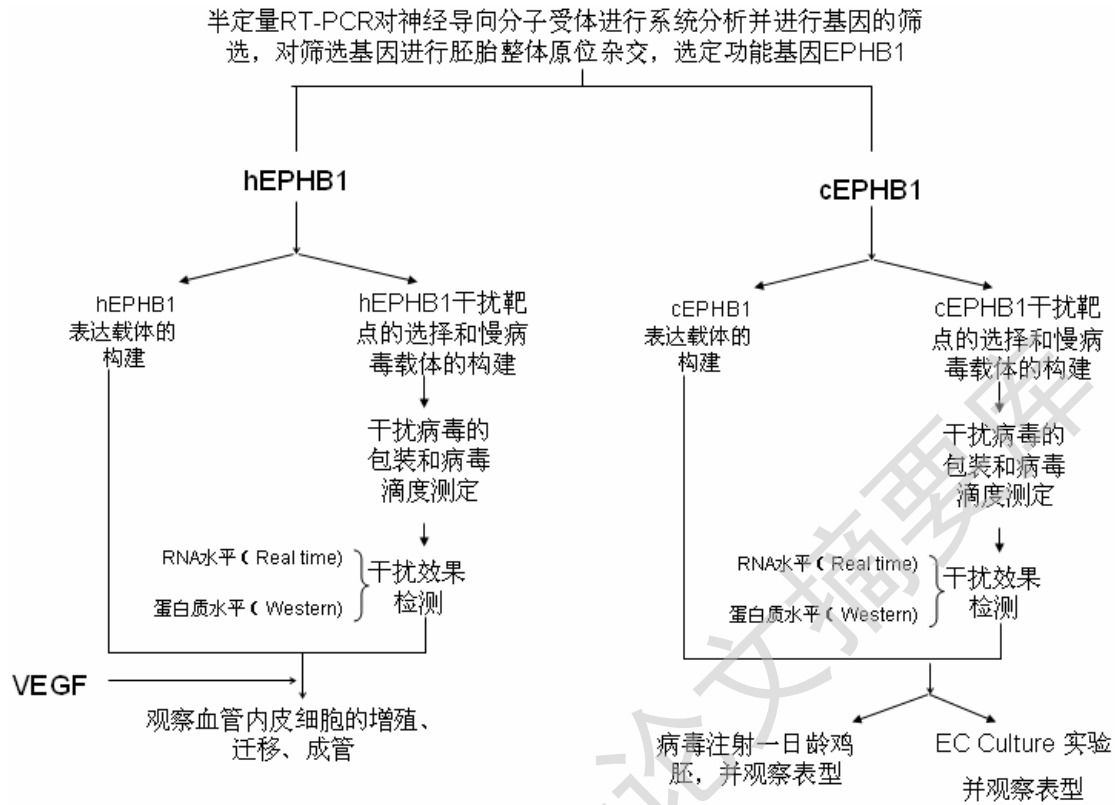 半定量RT-PCR对神经导向分子受体进行系统分析并进行基因的筛
选，对筛选基因进行胚胎整体原位杂交，选定功能基因EPHB1
hEPHB1
hEPHB1
表达载体的
构建
hEPHB1干扰靶
点的选择和慢病
毒载体的构建
干扰病毒的
包装和病毒
滴度测定
RNA水平（Real time)
蛋白质水平（Western)
干扰效果
检测
VEGF
观察血管内皮细胞的增殖、
迁移、成管
cEPHB1
cEPHB1
表达载体的
构建
cEPHB1干扰靶
点的选择和慢病
毒载体的构建
干扰病毒的
包装和病毒
滴度测定
RNA水平（Real time)
蛋白质水平（Western)
干扰效果
检测
病毒注射一日龄鸡
胚，并观察表型
EC Culture 实验
并观察表型
论文摘要库